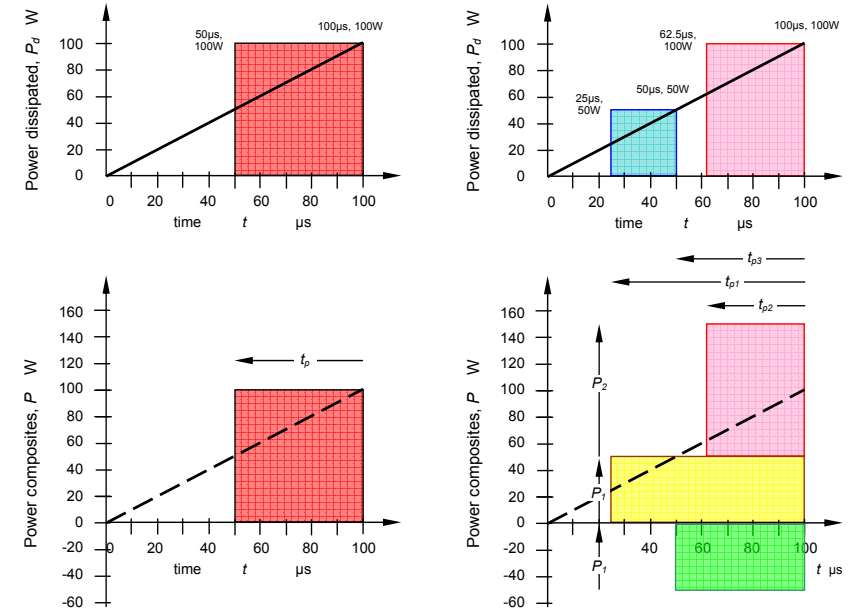 Power dissipated, Pd W
50µs,
100W
100µs, 100W
100
80
60
40
20
0
0 20 40 60 80 100
time t µs
Power dissipated, Pd W
62.5µs,
100W
100µs, 100W
25µs,
50W
50µs, 50W
100
80
60
40
20
0
0 20 40 60 80 100
time t µs
Power composites, P W
160
140
120
100
80
60
40
20
0
-20
-40
-60
tp
0 20 40 60 80 100
time t µs
Power composites, P W
tp3
tp1
tp2
160
140
120
100
80
60
40
20
0
-20
-40
-60
P2
P1
P1
40 60 80 100
t µs